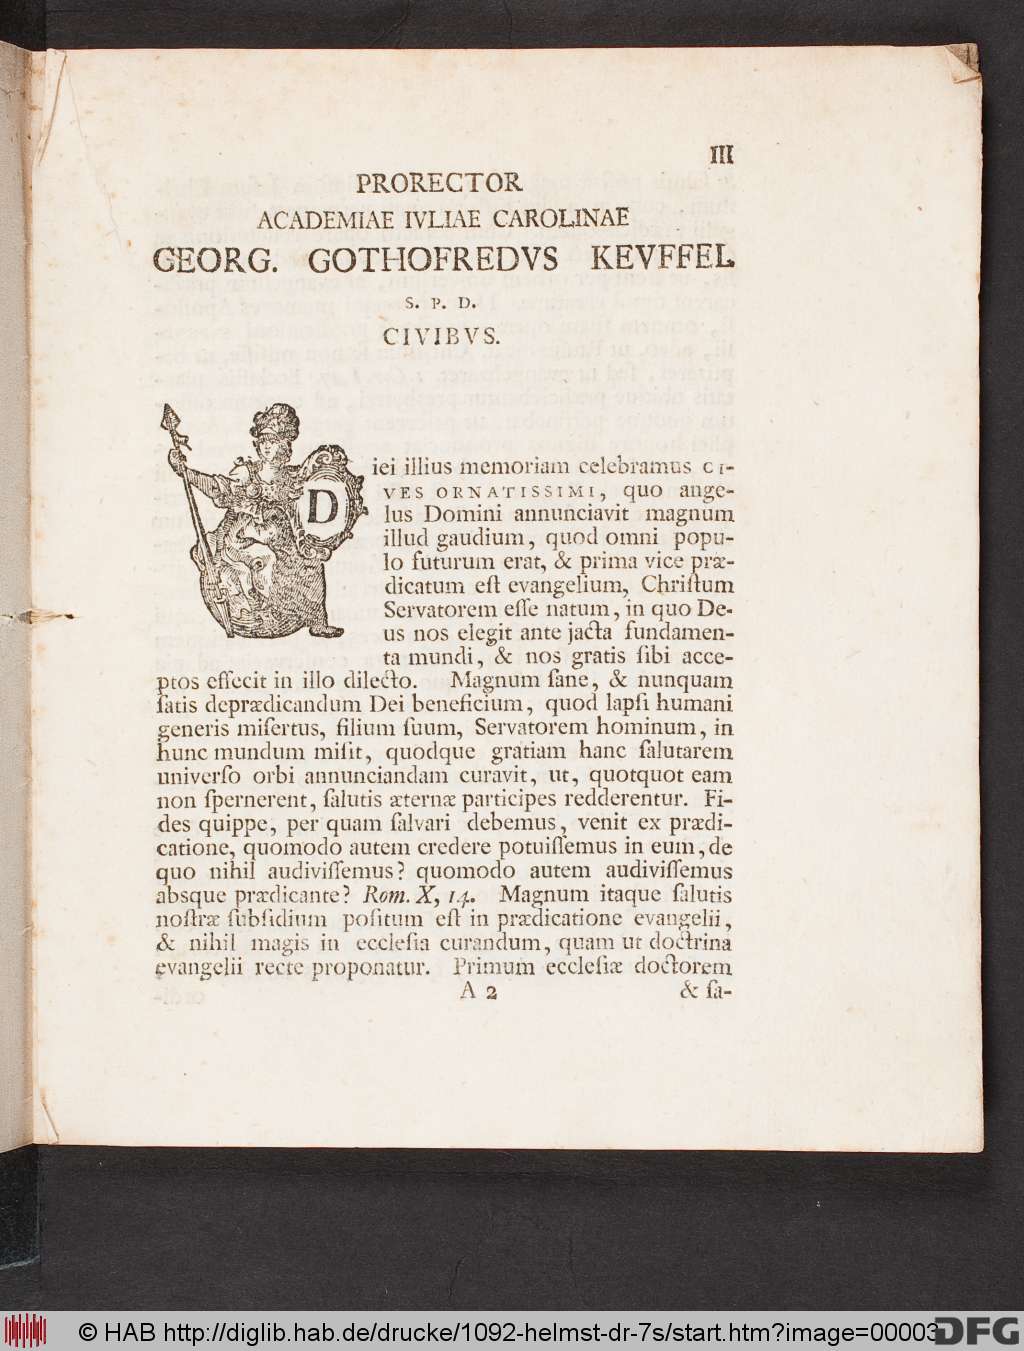 III
PRORECTOR
ACADEMIAE IVLIAE CAROLINAE
GEORG. GOTHOFREDVS KEVFFEL
S. P. D.
CIVIBVS.
Diei illius memoriam celebramus CI-
VES ORNATISSIMI, quo ange-
lus Domini annunciavit magnum
illud gaudium, quod omni popu-
lo futurum erat, & prima vice præ-
dicatum eſt evangelium, Chriſtum
Servatorem eſſe natum, in quo De-
us nos elegit ante jacta fundamen-
ta mundi, & nos gratis ſibi acce-
ptos effecit in illo dilecto. Magnum ſane, & nunquam
ſatis deprædicandum Dei beneficium, quod lapſi humani
generis miſertus, filium ſuum, Servatorem hominum, in
hunc mundum miſit, quodque gratiam hanc ſalutarem
univerſo orbi annunciandam curavit, ut, quotquot eam
non ſpernerent, ſalutis æternæ participes redderentur. Fi-
des quippe, per quam ſalvari debemus, venit ex prædi-
catione, quomodo autem credere potuiſſemus in eum, de
quo nihil audiviſſemus? quomodo autem audiviſſemus
absque prædicante? Rom. X, 14. Magnum itaque ſalutis
noſtræ ſubſidium poſitum eſt in prædicatione evangelii,
& nihil magis in eccleſia curandum, quam ut doctrina
evangelii recte proponatur. Primum eccleſiæ doctorem
A 2 & ſa-
© HAB http://diglib.hab.de/drucke/1092-helmst-dr-7s/start.htm?image=00003
DFG